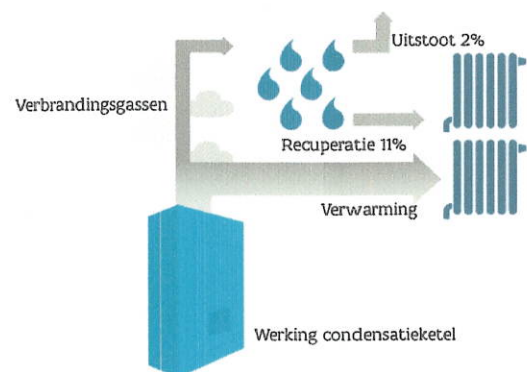 Uitstoot 2%
Verbrandingsgassen
Recuperatie 11%
Verwarming
Werking condensatieketel